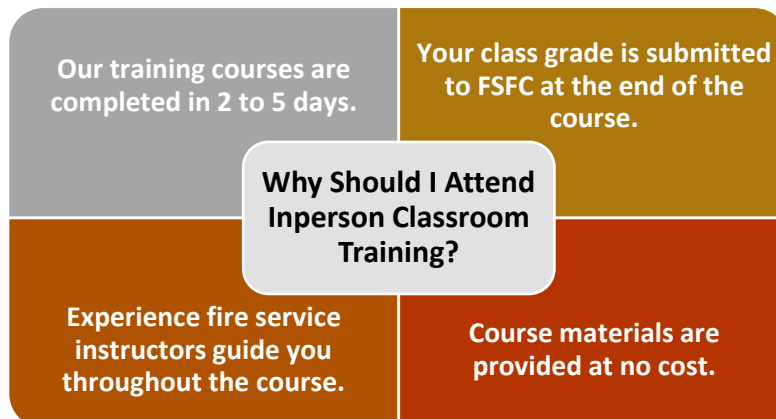 Our training courses are
completed in 2 to 5 days.
Your class grade is submitted
to FSFC at the end of the
course.
Why Should I Attend
Inperson Classroom
Training?
Experience fire service
instructors guide you
throughout the course.
Course materials are
provided at no cost.